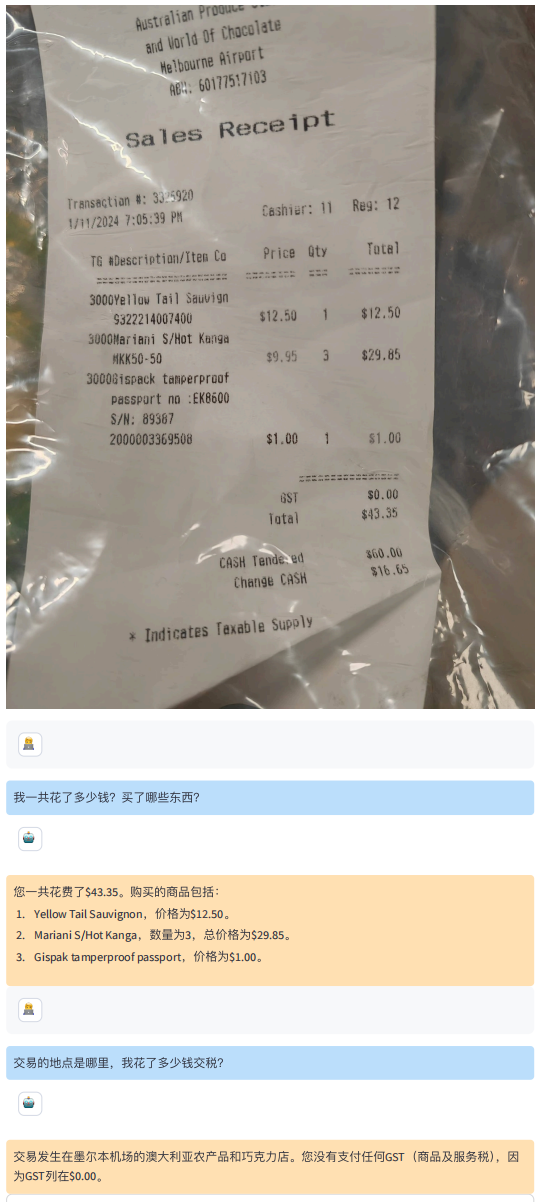 Australian Produce
and World Of Chocolate
Melbourne Airport
ABN: 60177517103
Sales Receipt
Transaction #: 3326920
1/11/2024 7:05:39 PM
Cashier: 11 Reg: 12
TG #Description/Item Co Price Qty Total
3000Yellow Tail Sauvign
9322214007400 $12.50 1 $12.50
3000Mariani S/Hot Kanga
MKK50-50 $9.95 3 $29.85
3000Gispack tamperproof
passport no :EK8600
S/N: 89387
2000003369508 $1.00 1 $1.00
GST $0.00
Total $43.35
CASH Tendered $60.00
Change CASH $16.65
* Indicates Taxable Supply
我一共花了多少钱？买了哪些东西？
您一共花费了$43.35。购买的商品包括：
1. Yellow Tail Sauvignon，价格为$12.50。
2. Mariani S/Hot Kanga，数量为3，总价格为$29.85。
3. Gispak tamperproof passport，价格为$1.00。
交易的地点是哪里，我花了多少钱交税？
交易发生在墨尔本机场的澳大利亚农产品和巧克力店。您没有支付任何GST（商品及服务税），因
为GST列在$0.00。